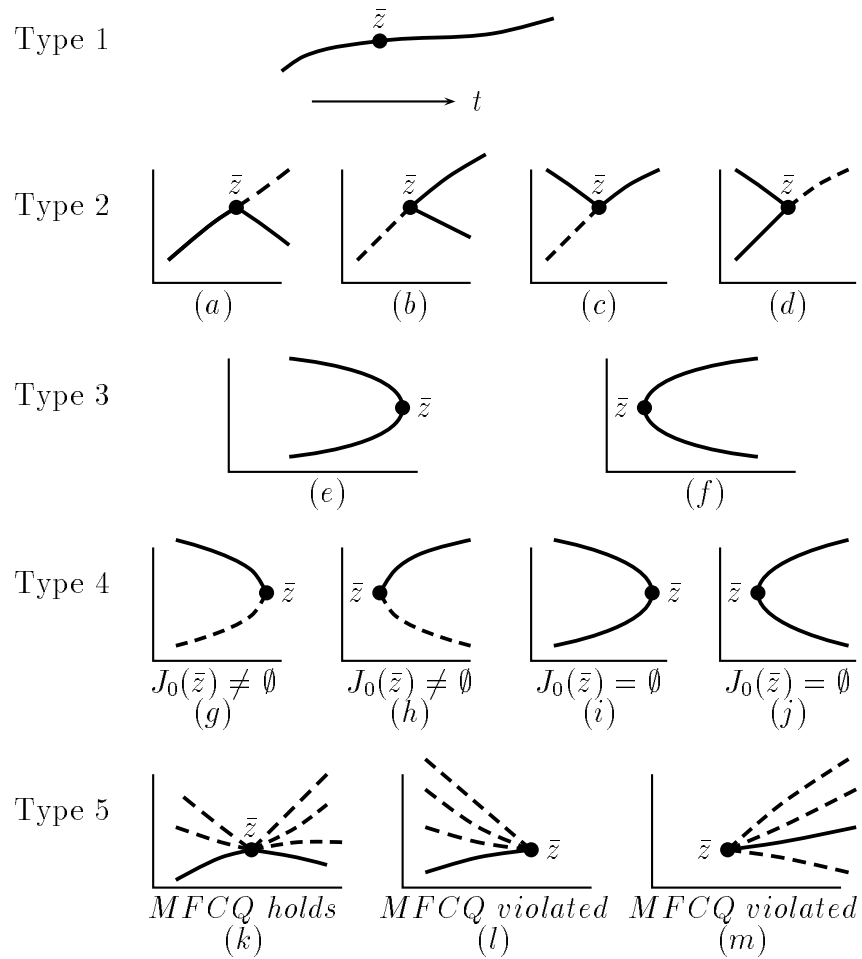 Type 1
z̄
t
Type 2
z̄ z̄ z̄ z̄
(a) (b) (c) (d)
Type 3
z̄ z̄
(e) (f)
Type 4
z̄ z̄ z̄ z̄
J₀(z̄) ≠ ∅ J₀(z̄) ≠ ∅ J₀(z̄) = ∅ J₀(z̄) = ∅
(g) (h) (i) (j)
Type 5
z̄ z̄ z̄
MFCQ holds MFCQ violated MFCQ violated
(k) (l) (m)